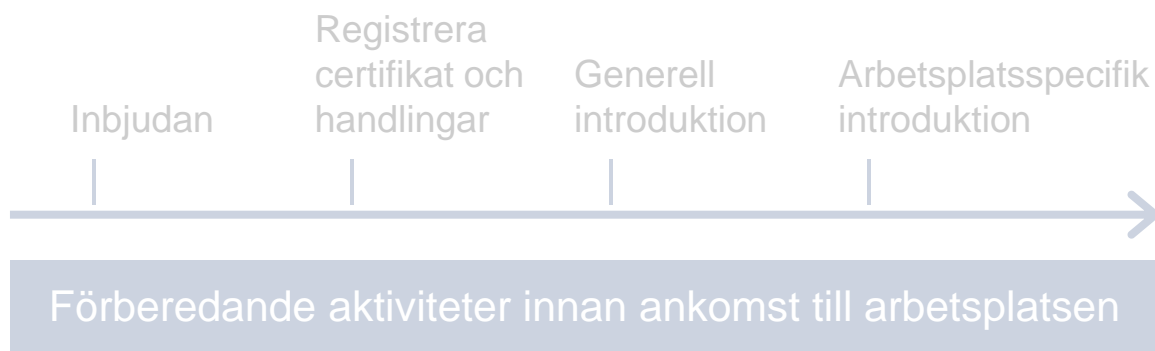 Inbjudan
Registrera
certifikat och
handlingar
Generell
introduktion
Arbetsplatsspecifik
introduktion
Förberedande aktiviteter innan ankomst till arbetsplatsen